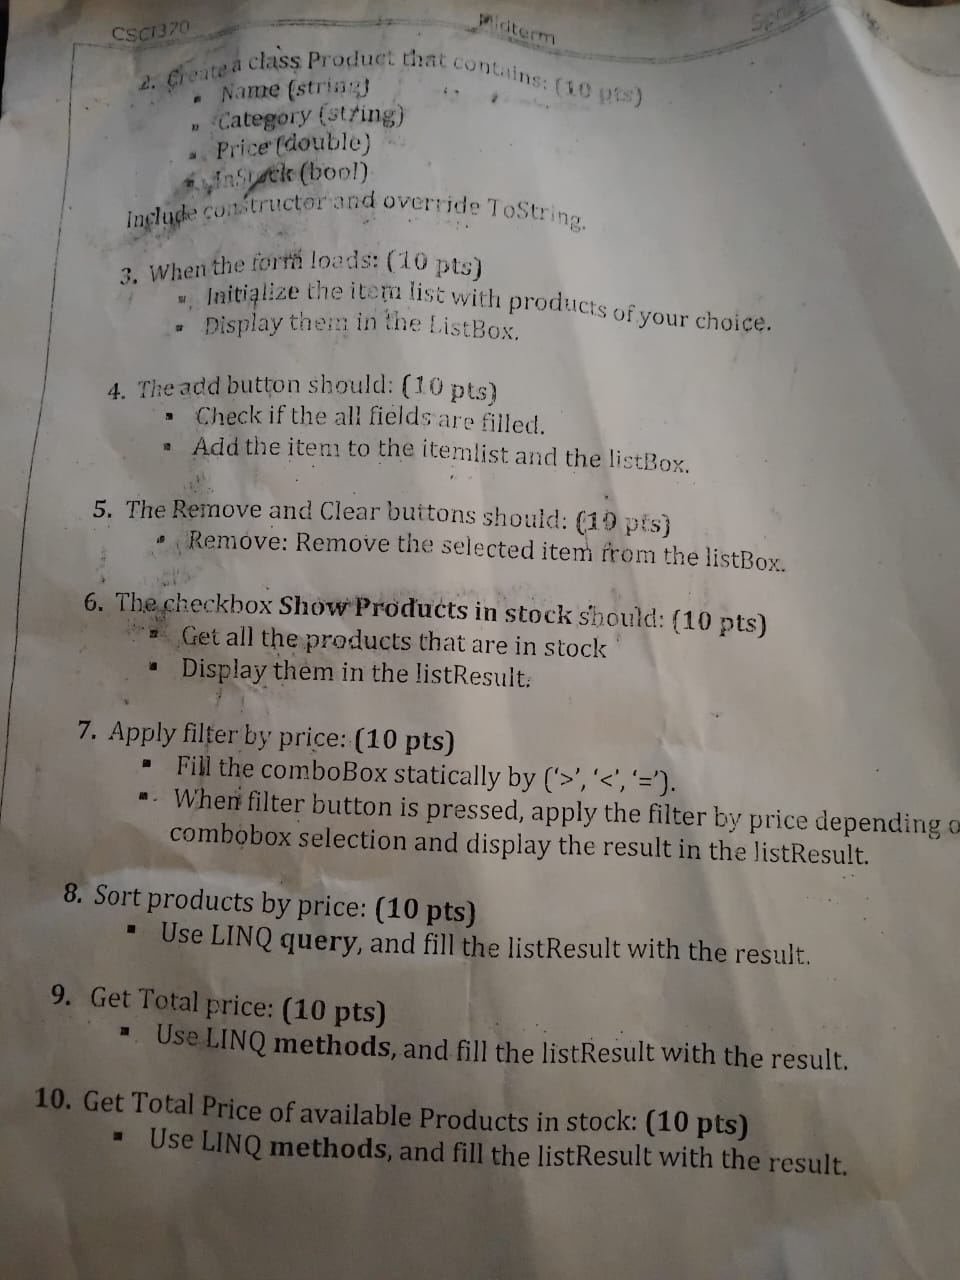 CSCI370 Midterm
2. Create a class Product that contains: (10 pts)
▪ Name (string)
▪ Category (string)
▪ Price (double)
▪ InStock (bool)
Include constructor and override ToString.
3. When the form loads: (10 pts)
▪ Initialize the item list with products of your choice.
▪ Display them in the ListBox.
4. The add button should: (10 pts)
▪ Check if the all fields are filled.
▪ Add the item to the itemlist and the listBox.
5. The Remove and Clear buttons should: (10 pts)
▪ Remove: Remove the selected item from the listBox.
6. The checkbox Show Products in stock should: (10 pts)
▪ Get all the products that are in stock
▪ Display them in the listResult.
7. Apply filter by price: (10 pts)
▪ Fill the comboBox statically by ('>', '<', '=').
▪ When filter button is pressed, apply the filter by price depending
combobox selection and display the result in the listResult.
8. Sort products by price: (10 pts)
▪ Use LINQ query, and fill the listResult with the result.
9. Get Total price: (10 pts)
▪ Use LINQ methods, and fill the listResult with the result.
10. Get Total Price of available Products in stock: (10 pts)
▪ Use LINQ methods, and fill the listResult with the result.